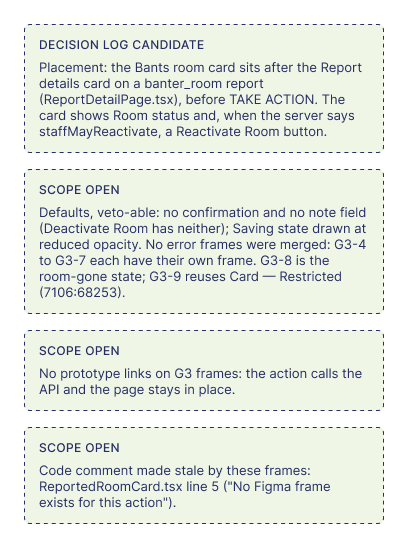 DECISION LOG CANDIDATE
Placement: the Bants room card sits after the Report
details card on a banter_room report
(ReportDetailPage.tsx), before TAKE ACTION. The
card shows Room status and, when the server says
staffMayReactivate, a Reactivate Room button.
SCOPE OPEN
Defaults, veto-able: no confirmation and no note field
(Deactivate Room has neither); Saving state drawn at
reduced opacity. No error frames were merged: G3-4
to G3-7 each have their own frame. G3-8 is the
room-gone state; G3-9 reuses Card — Restricted
(7106:68253).
SCOPE OPEN
No prototype links on G3 frames: the action calls the
API and the page stays in place.
SCOPE OPEN
Code comment made stale by these frames:
ReportedRoomCard.tsx line 5 ("No Figma frame
exists for this action").